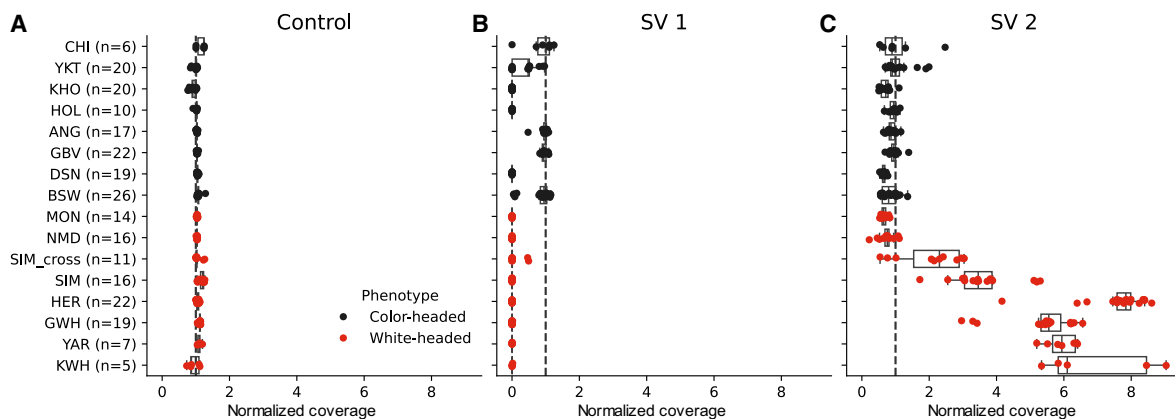 A Control B SV 1 C SV 2
CHI (n=6)
YKT (n=20)
KHO (n=20)
HOL (n=10)
ANG (n=17)
GBV (n=22)
DSN (n=19)
BSW (n=26)
MON (n=14)
NMD (n=16)
SIM_cross (n=11)
SIM (n=16)
HER (n=22)
GWH (n=19)
YAR (n=7)
KWH (n=5)
Phenotype
Color-headed
White-headed
0 2 4 6 8 0 2 4 6 8 0 2 4 6 8
Normalized coverage Normalized coverage Normalized coverage